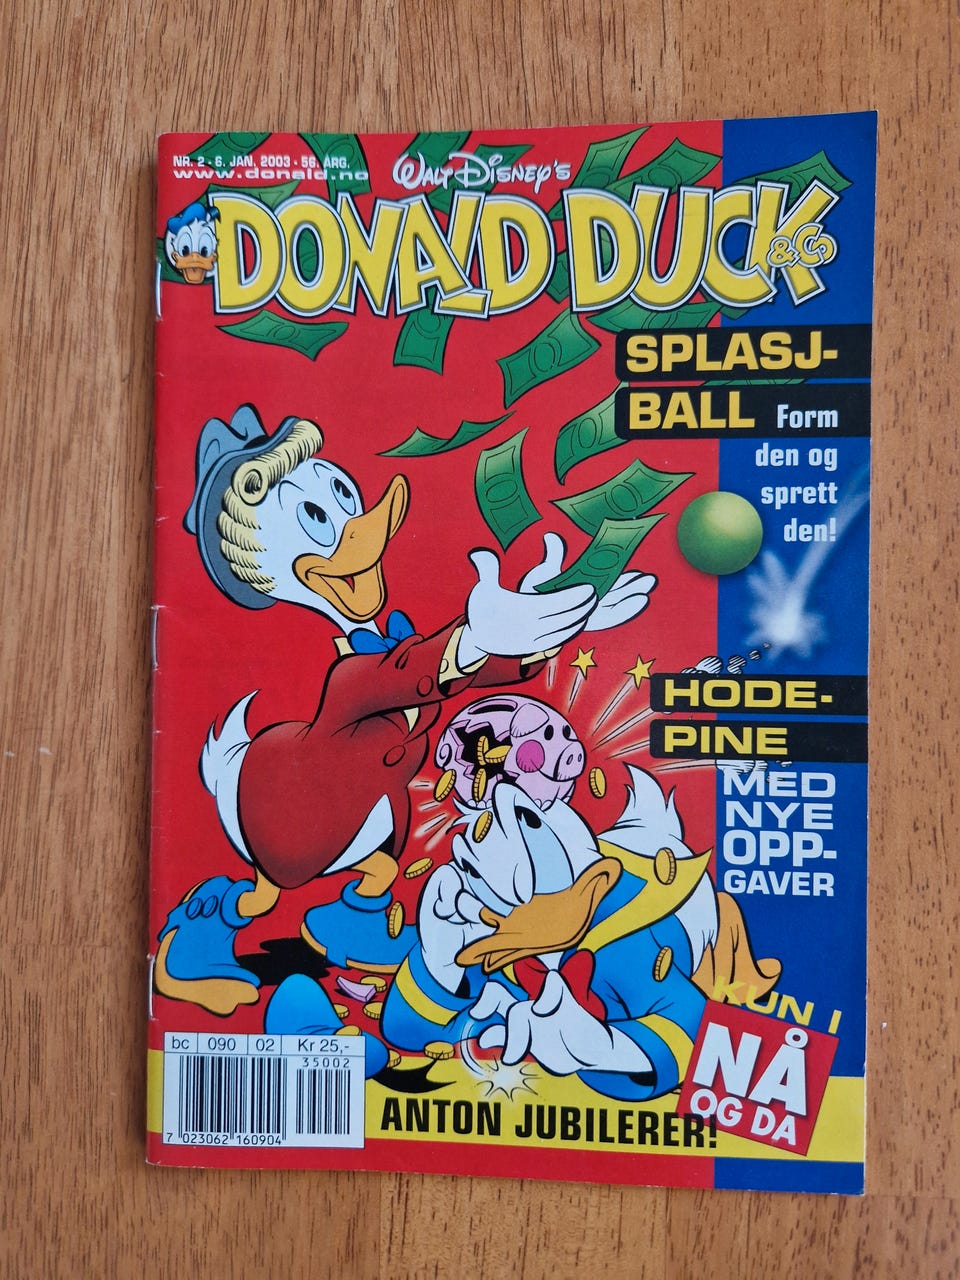 NR. 2 - 6. JAN. 2003 - 56. ÅRG.
www.donald.no
WALT DISNEY'S
DONALD DUCK
& Co
SPLASJ-
BALL Form
den og
sprett
den!
HODE-
PINE
MED
NYE
OPP-
GAVER
KUN I
NÅ
OG DA
bc 090 02 Kr 25,-
35002
7 023062 160904
ANTON JUBILERER!